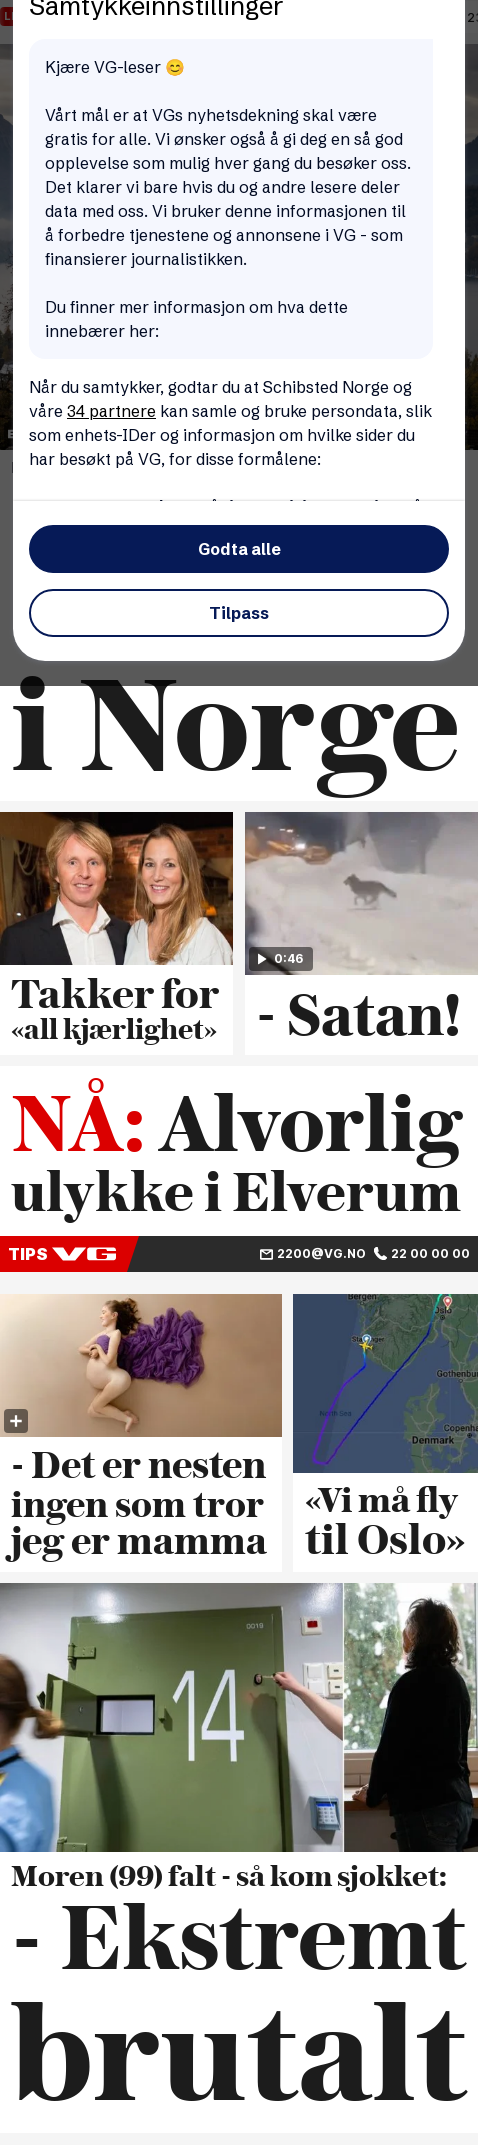 Samtykkeinnstillinger
Kjære VG-leser 😊
Vårt mål er at VGs nyhetsdekning skal være
gratis for alle. Vi ønsker også å gi deg en så god
opplevelse som mulig hver gang du besøker oss.
Det klarer vi bare hvis du og andre lesere deler
data med oss. Vi bruker denne informasjonen til
å forbedre tjenestene og annonsene i VG - som
finansierer journalistikken.
Du finner mer informasjon om hva dette
innebærer her:
Når du samtykker, godtar du at Schibsted Norge og
våre 34 partnere kan samle og bruke persondata, slik
som enhets-IDer og informasjon om hvilke sider du
har besøkt på VG, for disse formålene:
Godta alle
Tilpass
i Norge
0:46
Takker for
«all kjærlighet»
- Satan!
NÅ: Alvorlig
ulykke i Elverum
TIPS VG 2200@VG.NO 22 00 00 00
Bergen
Oslo
North Sea
Gothenburg
Denmark
- Det er nesten
ingen som tror
jeg er mamma
«Vi må fly
til Oslo»
0019
14
Moren (99) falt - så kom sjokket:
- Ekstremt
brutalt